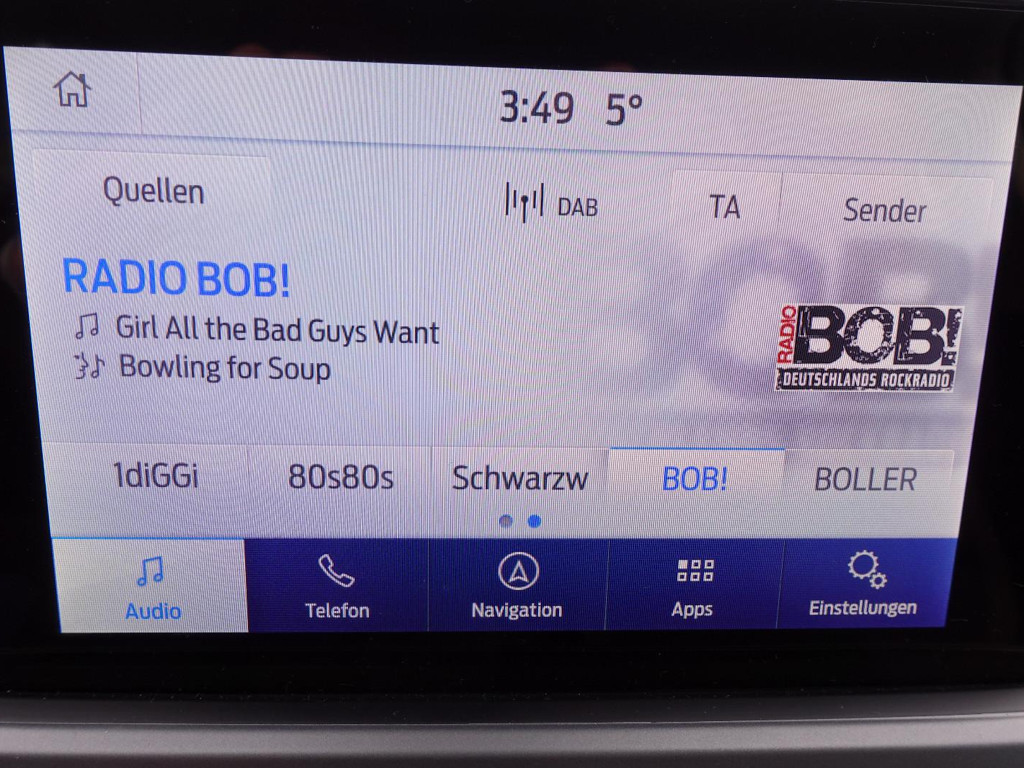 3:49 5°
Quellen DAB TA Sender
RADIO BOB!
Girl All the Bad Guys Want
Bowling for Soup
RADIO BOB!
DEUTSCHLANDS ROCKRADIO
1diGGi 80s80s Schwarzw BOB! BOLLER
Audio Telefon Navigation Apps Einstellungen